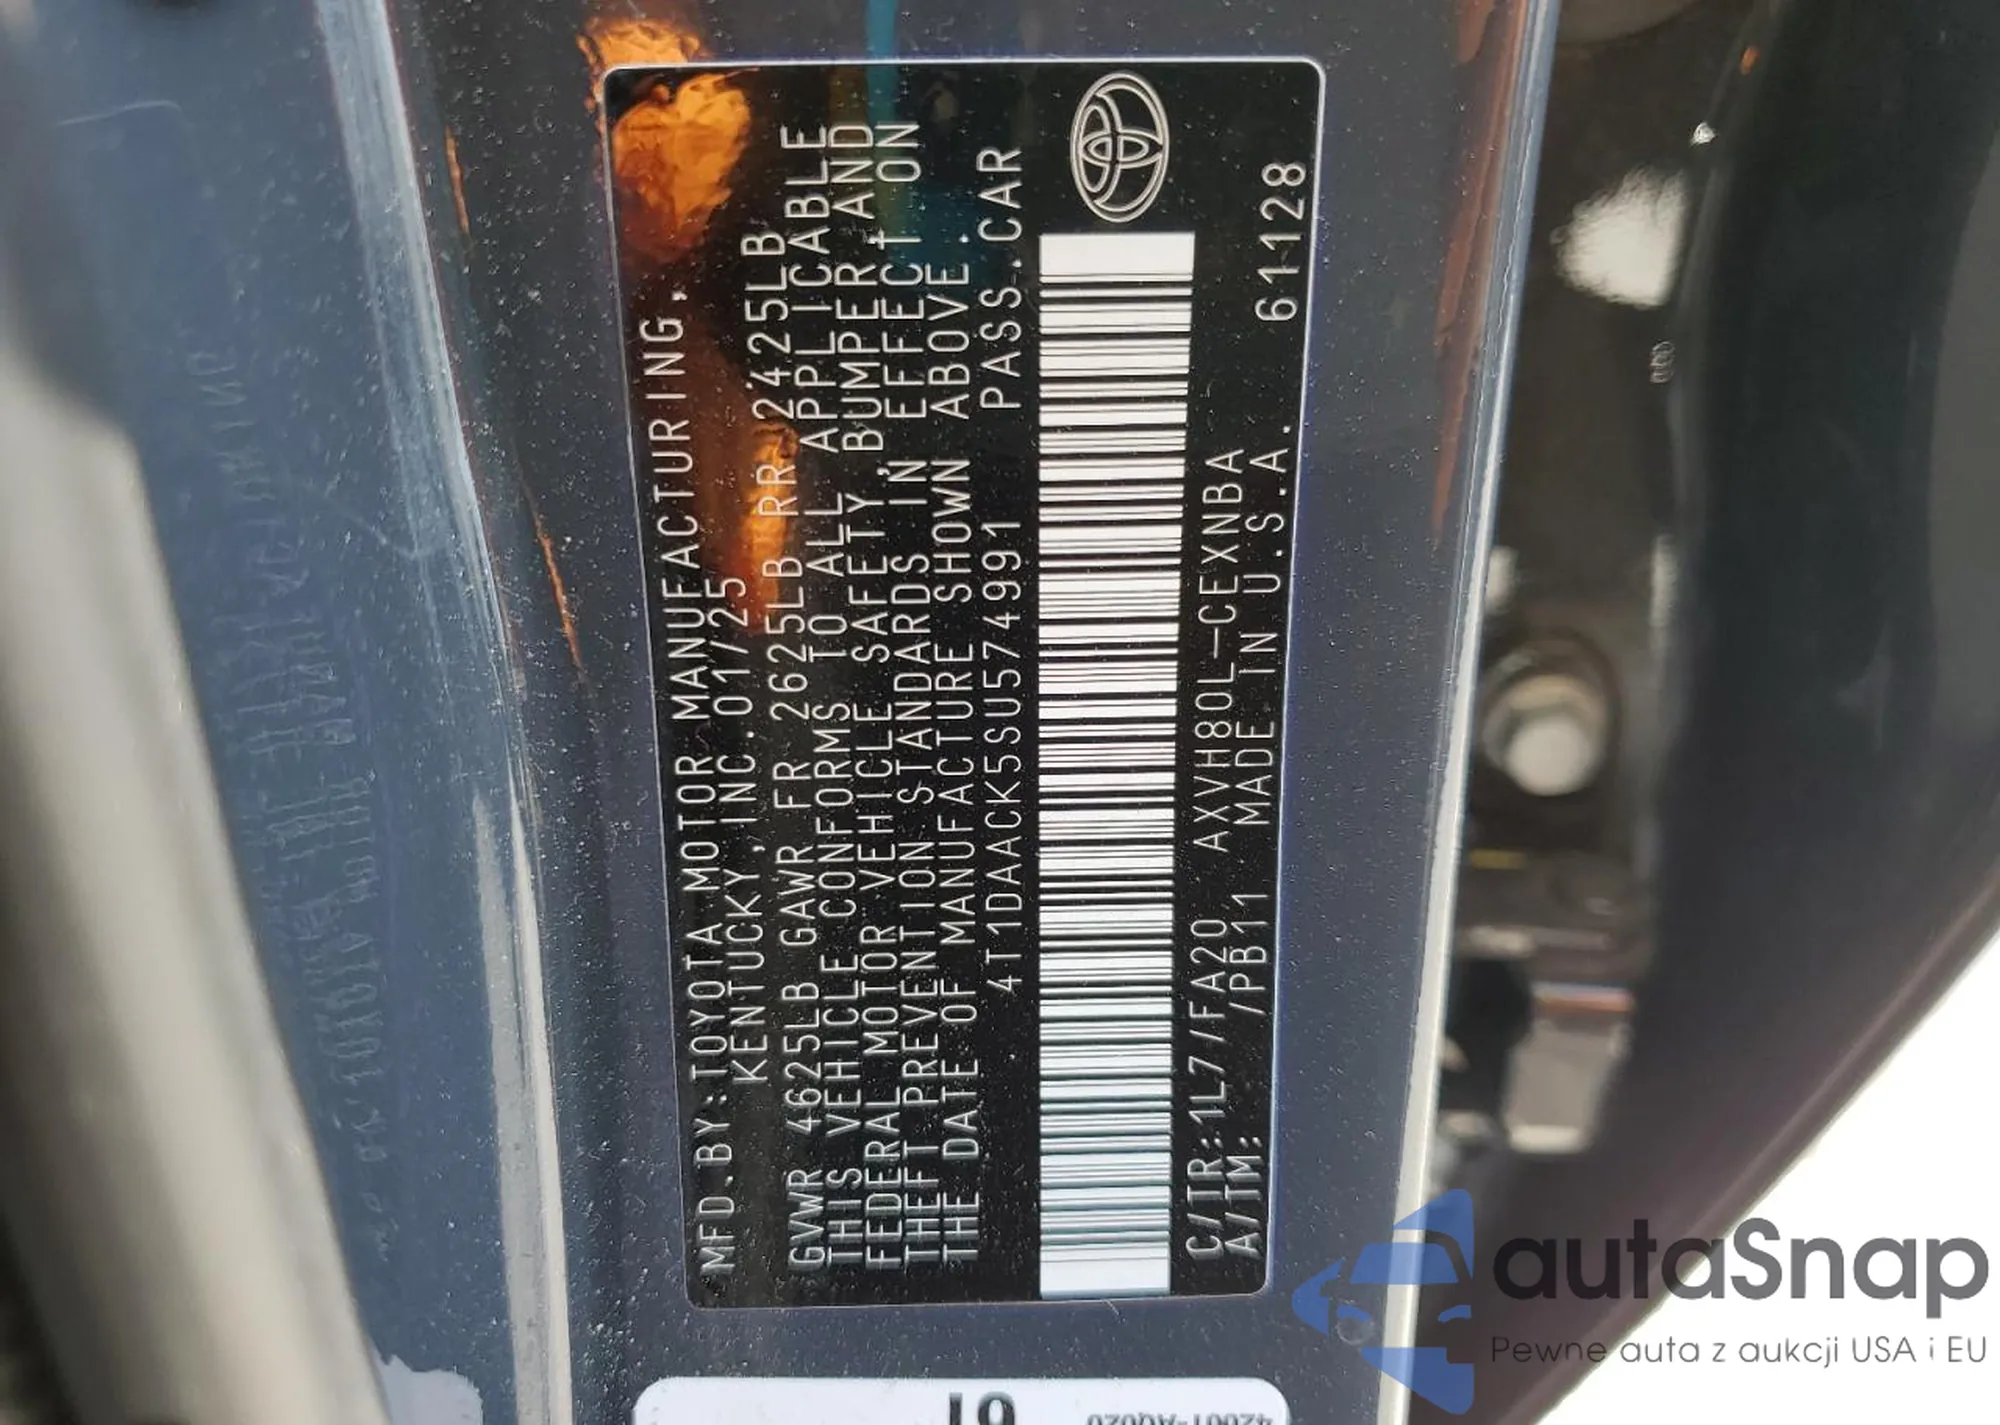 MFD.BY:TOYOTA MOTOR MANUFACTURING,
KENTUCKY,INC.01/25
GVWR 4625LB GAWR FR 2625LB RR 2425LB
THIS VEHICLE CONFORMS TO ALL APPLICABLE
FEDERAL MOTOR VEHICLE SAFETY,BUMPER,AND
THEFT PREVENTION STANDARDS IN EFFECT ON
THE DATE OF MANUFACTURE SHOWN ABOVE.
4T1DAACK5SU574991 PASS.CAR
C/TR:1L7/FA20 AXVH80L-CEXNBA
A/TM: /PB11 MADE IN U.S.A. 61128
autaSnap
Pewne auta z aukcji USA i EU